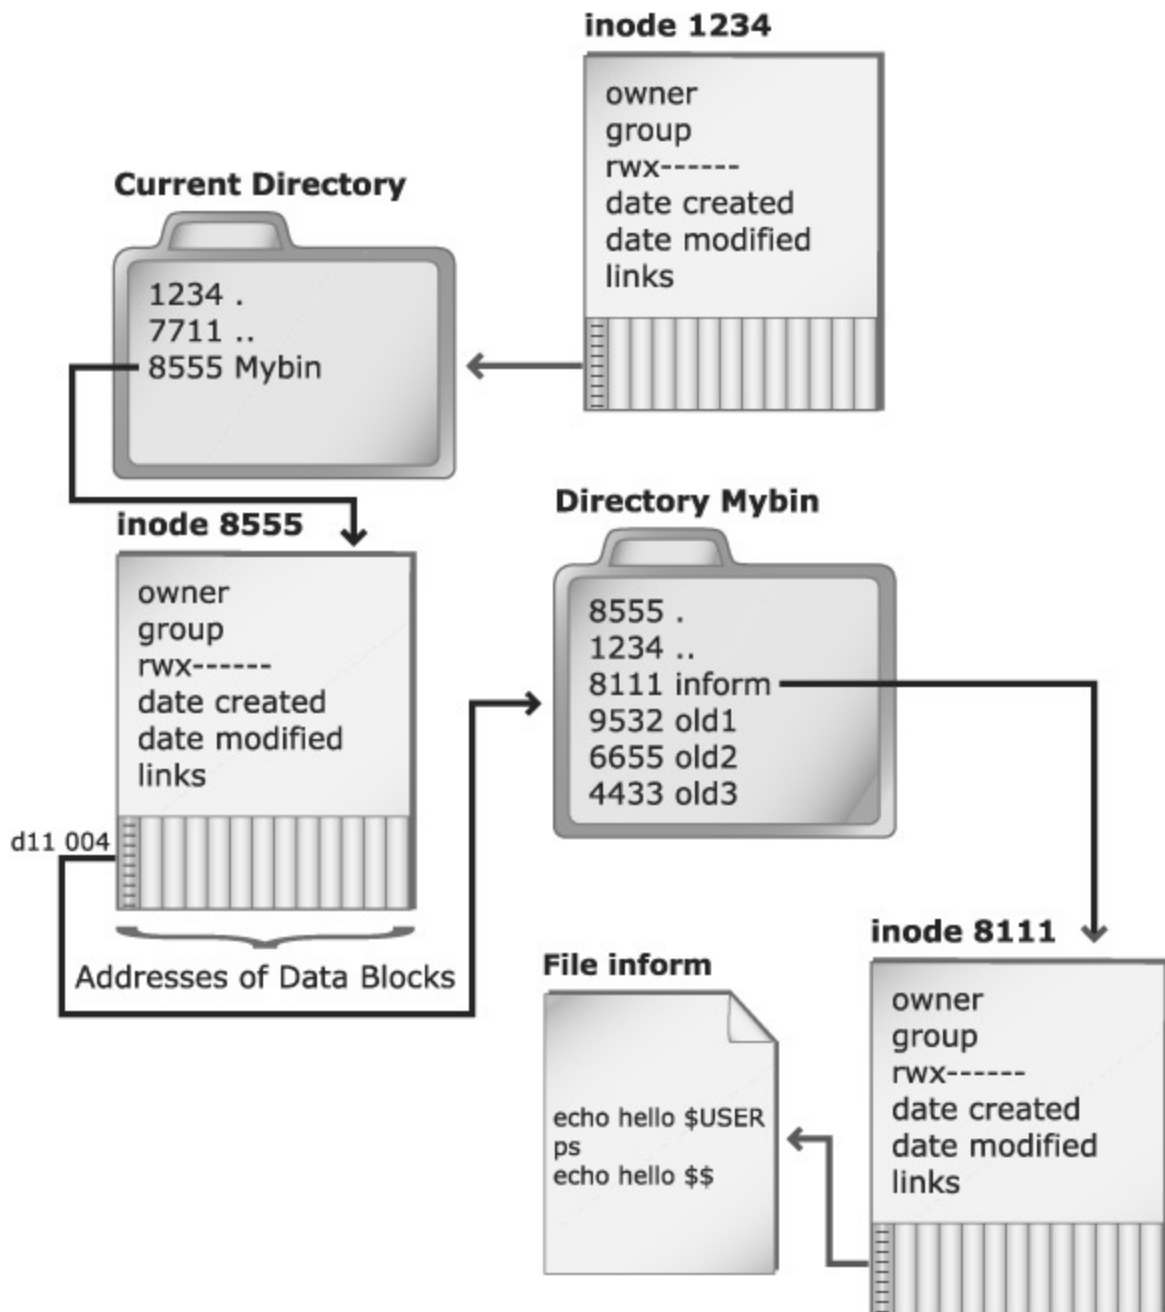 inode 1234
owner
group
rwx------
date created
date modified
links
Current Directory
1234 .
7711 ..
8555 Mybin
inode 8555
owner
group
rwx------
date created
date modified
links
d11 004
Addresses of Data Blocks
Directory Mybin
8555 .
1234 ..
8111 inform
9532 old1
6655 old2
4433 old3
inode 8111
owner
group
rwx------
date created
date modified
links
File inform
echo hello $USER
ps
echo hello $$